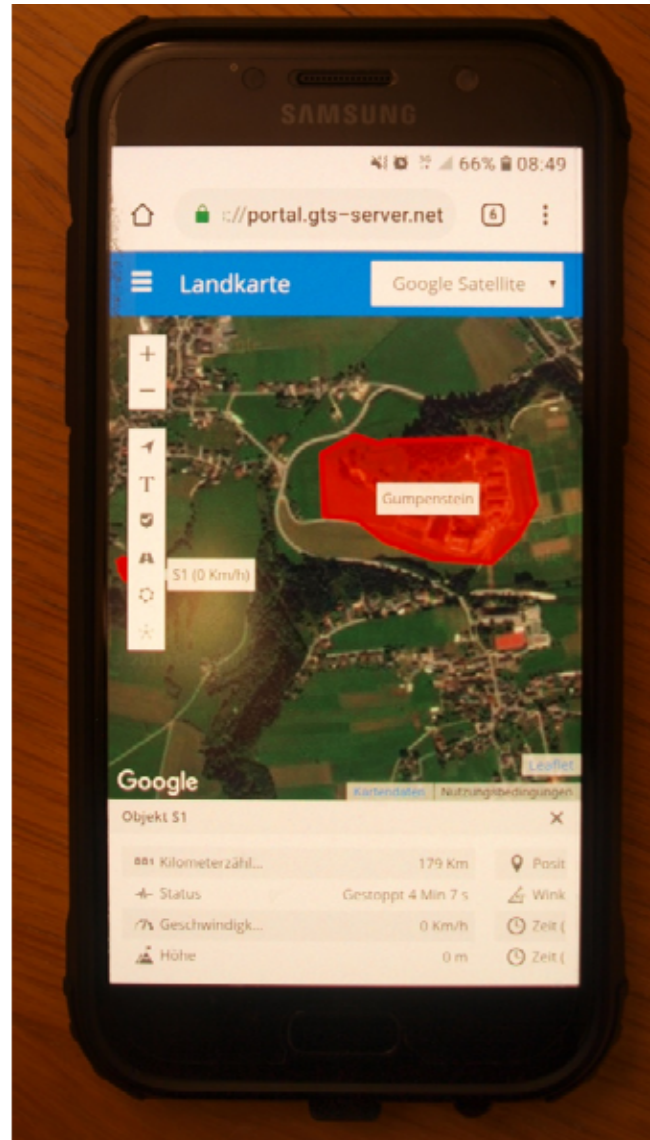 SAMSUNG
66% 08:49
://portal.gts-server.net 6
Landkarte Google Satellite
+
−
T
Gumpenstein
S1 (0 Km/h)
Leaflet
Google
Kartendaten Nutzungsbedingungen
Objekt S1 ×
Kilometerzähl... 179 Km Posit
Status Gestoppt 4 Min 7 s Wink
Geschwindigk... 0 Km/h Zeit (
Höhe 0 m Zeit (